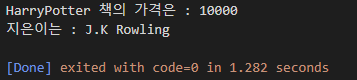 HarryPotter 책의 가격은 : 10000
지은이는 : J.K Rowling
[Done] exited with code=0 in 1.282 seconds